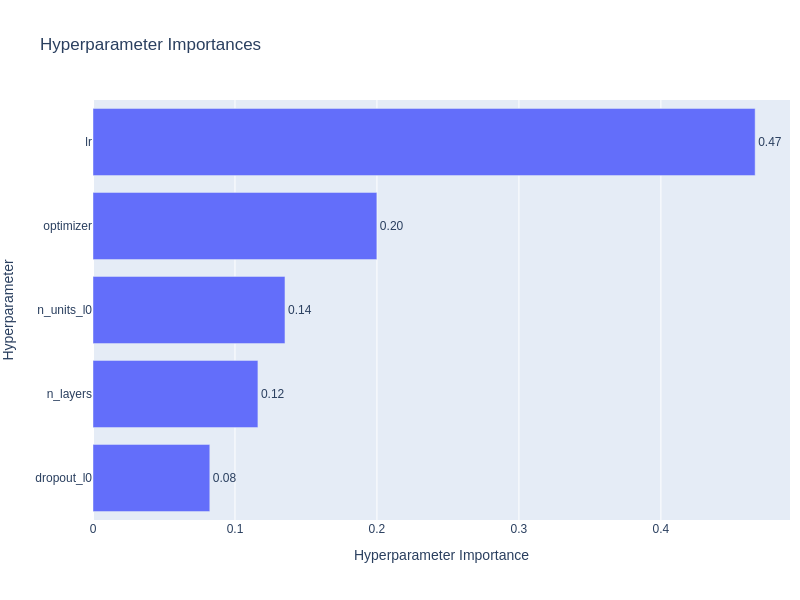 Hyperparameter Importances
Hyperparameter
lr
0.47
optimizer
0.20
n_units_l0
0.14
n_layers
0.12
dropout_l0
0.08
0
0.1
0.2
0.3
0.4
Hyperparameter Importance